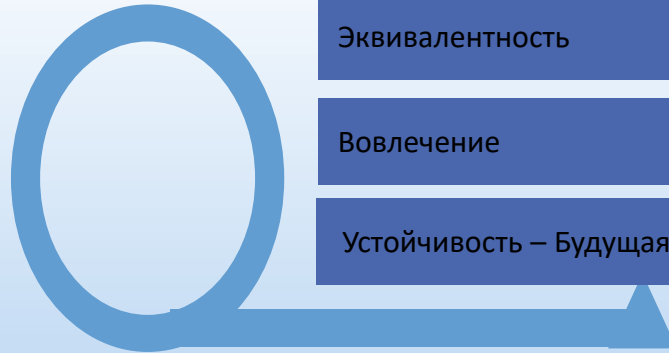 Эквивалентность
Вовлечение
Устойчивость – Будущая